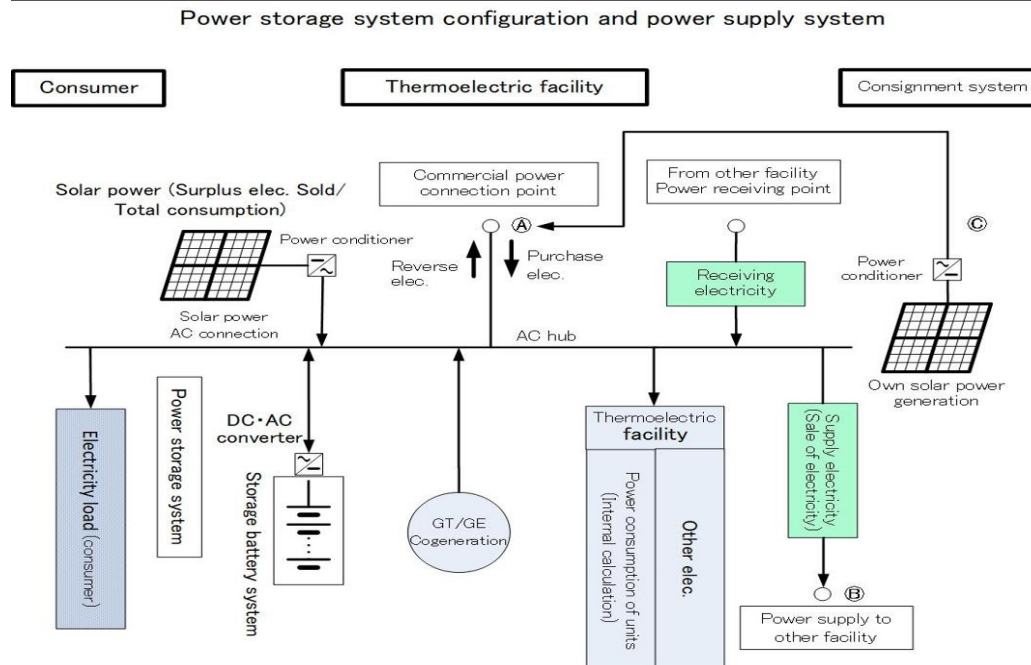 Power storage system configuration and power supply system
Consumer
Thermoelectric facility
Consignment system
Solar power (Surplus elec. Sold/
Total consumption)
Commercial power
connection point
From other facility
Power receiving point
Power conditioner
Ⓐ
Ⓒ
Reverse
elec.
Purchase
elec.
Receiving
electricity
Power
conditioner
Solar power
AC connection
AC hub
Own solar power
generation
Electricity load (consumer)
Power storage system
DC・AC
converter
Storage battery system
GT/GE
Cogeneration
Thermoelectric
facility
Power consumption of units
(Internal calculation)
Other elec.
Supply electricity
(Sale of electricity)
Ⓑ
Power supply to
other facility